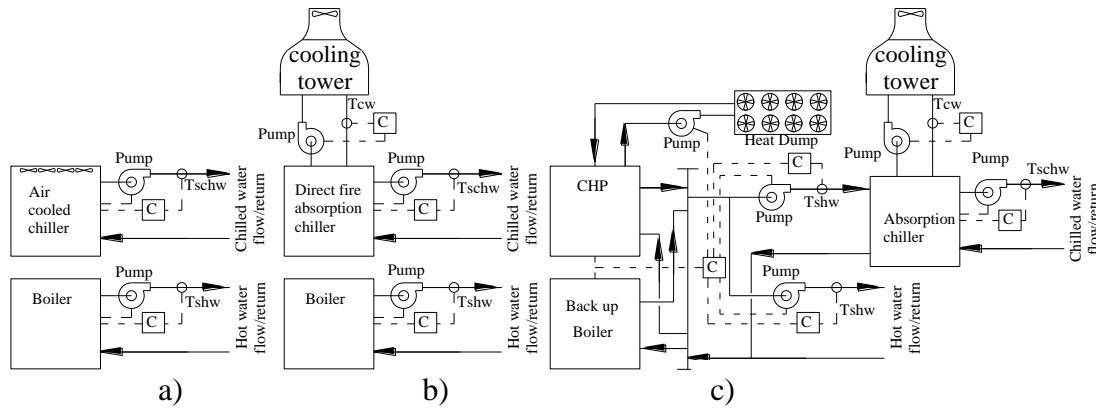 cooling
tower
Tcw
C
Pump
Pump
Air
cooled
chiller
Tschw
C
Chilled water
flow/return
Pump
Direct fire
absorption
chiller
Tschw
C
Chilled water
flow/return
Boiler
Pump
Tshw
C
Hot water
flow/return
Boiler
Pump
Tshw
C
Hot water
flow/return
a)
b)
cooling
tower
Tcw
C
Pump
Heat Dump
Pump
C
CHP
Pump
Tshw
Absorption
chiller
Pump
Tschw
C
Chilled water
flow/return
C
Back up
Boiler
Pump
Tshw
C
Hot water
flow/return
c)